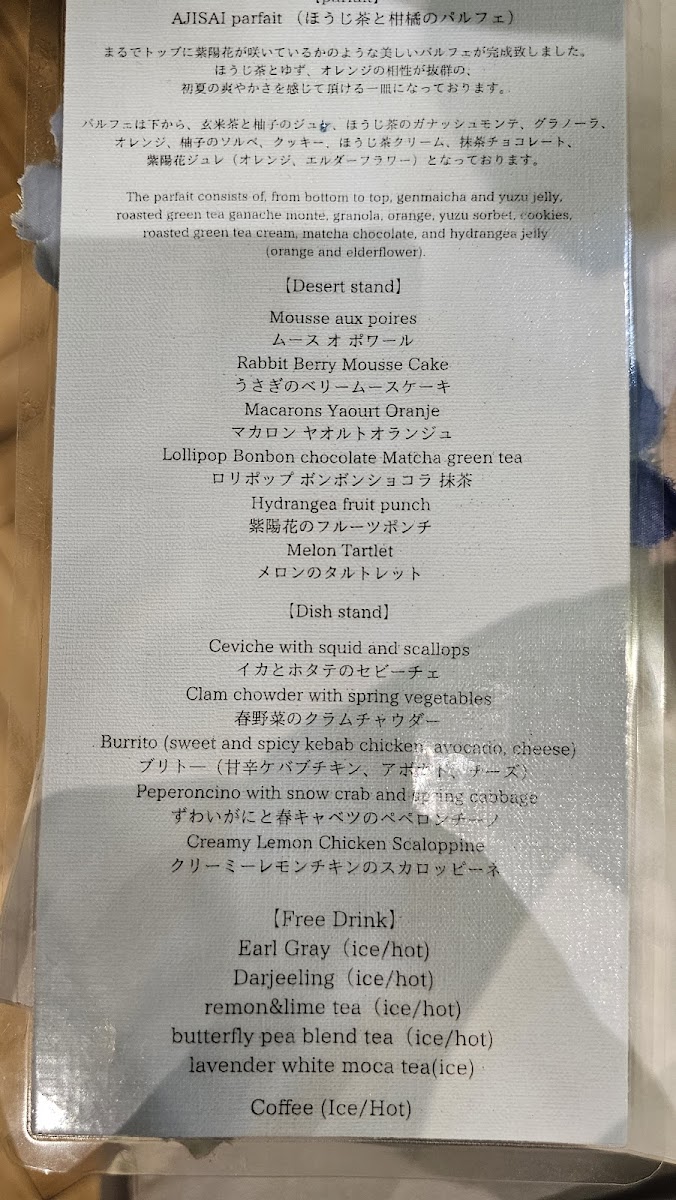 【parfait】
AJISAI parfait (ほうじ茶と柑橘のパルフェ)
まるでトップに紫陽花が咲いているかのような美しいパルフェが完成致しました。
ほうじ茶とゆず、オレンジの相性が抜群の、
初夏の爽やかさを感じて頂ける一皿になっております。
パルフェは下から、玄米茶と柚子のジュレ、ほうじ茶のガナッシュモンテ、グラノーラ、
オレンジ、柚子のソルベ、クッキー、ほうじ茶クリーム、抹茶チョコレート、
紫陽花ジュレ（オレンジ、エルダーフラワー）となっております。
The parfait consists of, from bottom to top, genmaicha and yuzu jelly,
roasted green tea ganache monte, granola, orange, yuzu sorbet, cookies,
roasted green tea cream, matcha chocolate, and hydrangea jelly
(orange and elderflower).
【Desert stand】
Mousse aux poires
ムース オ ポワール
Rabbit Berry Mousse Cake
うさぎのベリームースケーキ
Macarons Yaourt Oranje
マカロン ヤオルトオランジュ
Lollipop Bonbon chocolate Matcha green tea
ロリポップ ボンボンショコラ 抹茶
Hydrangea fruit punch
紫陽花のフルーツポンチ
Melon Tartlet
メロンのタルトレット
【Dish stand】
Ceviche with squid and scallops
イカとホタテのセビーチェ
Clam chowder with spring vegetables
春野菜のクラムチャウダー
Burrito (sweet and spicy kebab chicken, avocado, cheese)
ブリトー（甘辛ケバブチキン、アボカド、チーズ）
Peperoncino with snow crab and spring cabbage
ずわいがにと春キャベツのペペロンチーノ
Creamy Lemon Chicken Scaloppine
クリーミーレモンチキンのスカロッピーネ
【Free Drink】
Earl Gray（ice/hot)
Darjeeling（ice/hot)
remon&lime tea（ice/hot)
butterfly pea blend tea（ice/hot)
lavender white moca tea(ice)
Coffee (Ice/Hot)